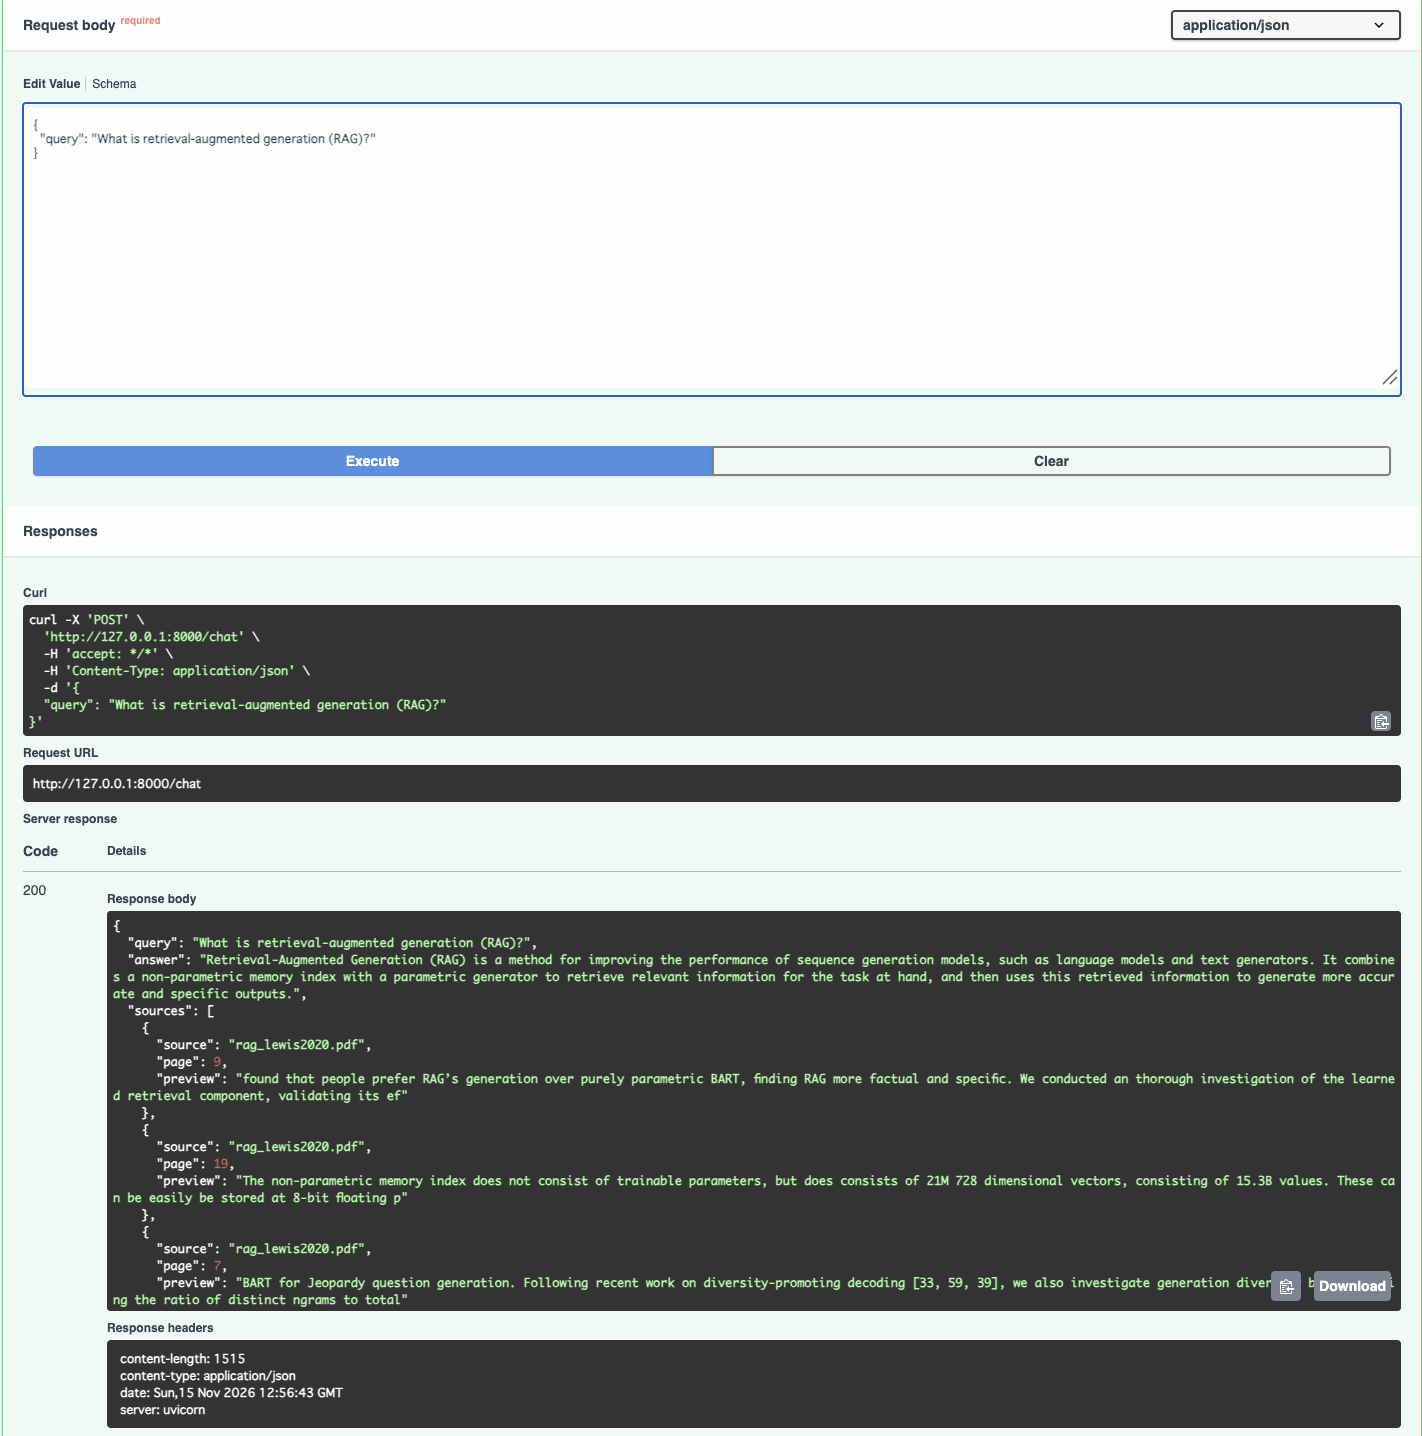 Request body required
application/json
Edit Value | Schema
{
"query": "What is retrieval-augmented generation (RAG)?"
}
Execute
Clear
Responses
Curl
curl -X 'POST' \
'http://127.0.0.1:8000/chat' \
-H 'accept: */*' \
-H 'Content-Type: application/json' \
-d '{
"query": "What is retrieval-augmented generation (RAG)?"
}'
Request URL
http://127.0.0.1:8000/chat
Server response
Code Details
200
Response body
{
"query": "What is retrieval-augmented generation (RAG)?",
"answer": "Retrieval-Augmented Generation (RAG) is a method for improving the performance of sequence generation models, such as language models and text generators. It combine
s a non-parametric memory index with a parametric generator to retrieve relevant information for the task at hand, and then uses this retrieved information to generate more accur
ate and specific outputs.",
"sources": [
{
"source": "rag_lewis2020.pdf",
"page": 9,
"preview": "found that people prefer RAG’s generation over purely parametric BART, finding RAG more factual and specific. We conducted an thorough investigation of the learne
d retrieval component, validating its ef"
},
{
"source": "rag_lewis2020.pdf",
"page": 19,
"preview": "The non-parametric memory index does not consist of trainable parameters, but does consists of 21M 728 dimensional vectors, consisting of 15.3B values. These ca
n be easily be stored at 8-bit floating p"
},
{
"source": "rag_lewis2020.pdf",
"page": 7,
"preview": "BART for Jeopardy question generation. Following recent work on diversity-promoting decoding [33, 59, 39], we also investigate generation
ng the ratio of distinct ngrams to total"
Download
Response headers
content-length: 1515
content-type: application/json
date: Sun,15 Nov 2026 12:56:43 GMT
server: uvicorn